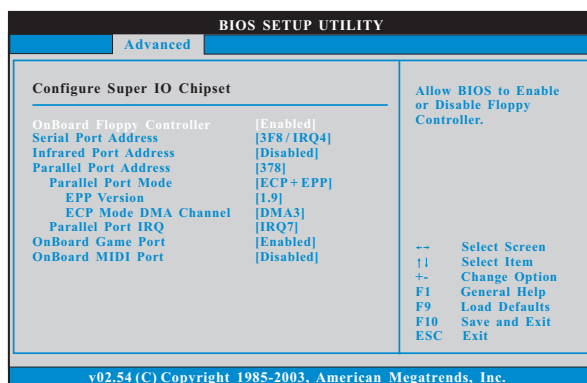 BIOS SETUP UTILITY
Advanced
Configure Super IO Chipset
OnBoard Floppy Controller [Enabled]
Serial Port Address [3F8 / IRQ4]
Infrared Port Address [Disabled]
Parallel Port Address [378]
Parallel Port Mode [ECP + EPP]
EPP Version [1.9]
ECP Mode DMA Channel [DMA3]
Parallel Port IRQ [IRQ7]
OnBoard Game Port [Enabled]
OnBoard MIDI Port [Disabled]
Allow BIOS to Enable
or Disable Floppy
Controller.
←→ Select Screen
↑↓ Select Item
+- Change Option
F1 General Help
F9 Load Defaults
F10 Save and Exit
ESC Exit
v02.54 (C) Copyright 1985-2003, American Megatrends, Inc.